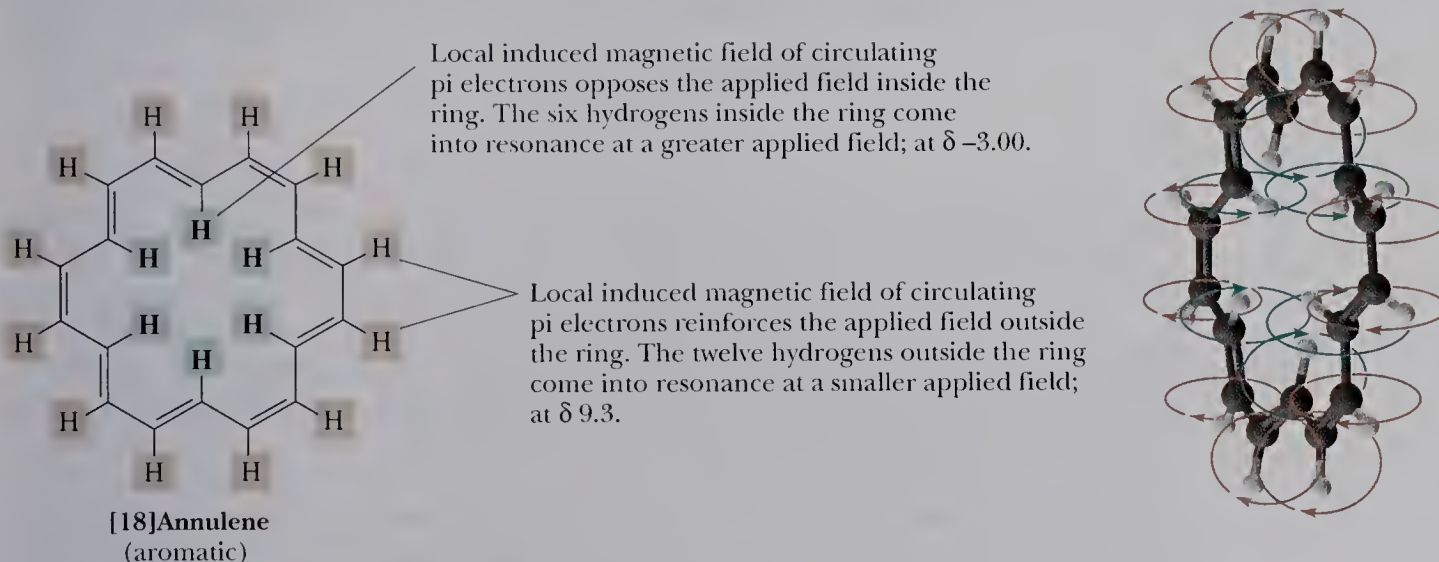 Local induced magnetic field of circulating
pi electrons opposes the applied field inside the
ring. The six hydrogens inside the ring come
into resonance at a greater applied field; at δ –3.00.
H H
H H
H
H H H H
H H H H
H
H H
H H
Local induced magnetic field of circulating
pi electrons reinforces the applied field outside
the ring. The twelve hydrogens outside the ring
come into resonance at a smaller applied field;
at δ 9.3.
[18]Annulene
(aromatic)